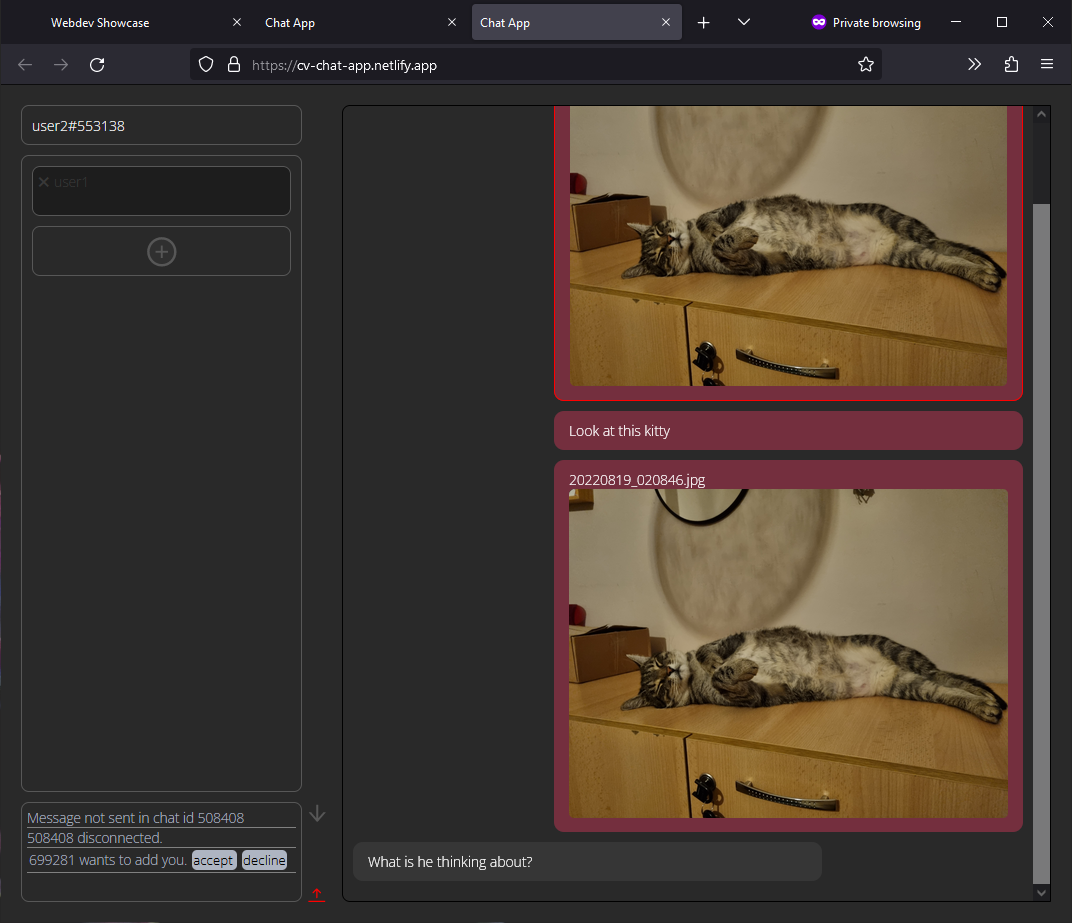 Webdev Showcase
Chat App
Chat App
Private browsing
https://cv-chat-app.netlify.app
user2#553138
user1
Look at this kitty
20220819_020846.jpg
What is he thinking about?
Message not sent in chat id 508408
508408 disconnected.
699281 wants to add you. accept decline